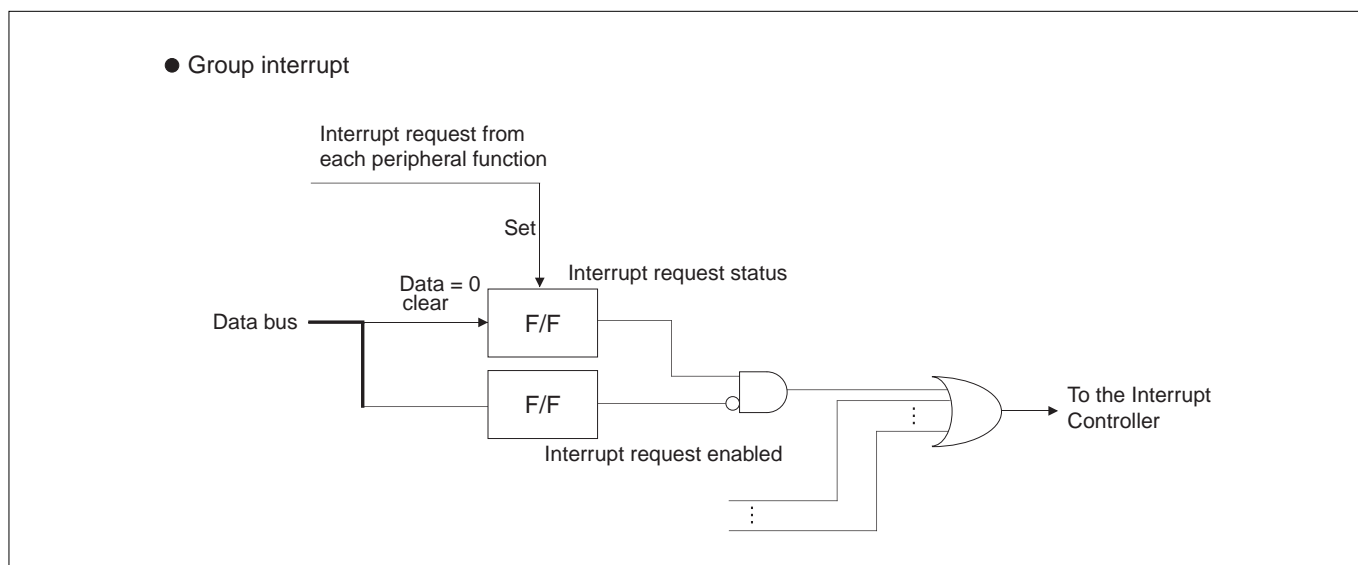 ● Group interrupt
Interrupt request from
each peripheral function
Set
Data = 0
clear
Interrupt request status
Data bus
F/F
F/F
Interrupt request enabled
To the Interrupt
Controller